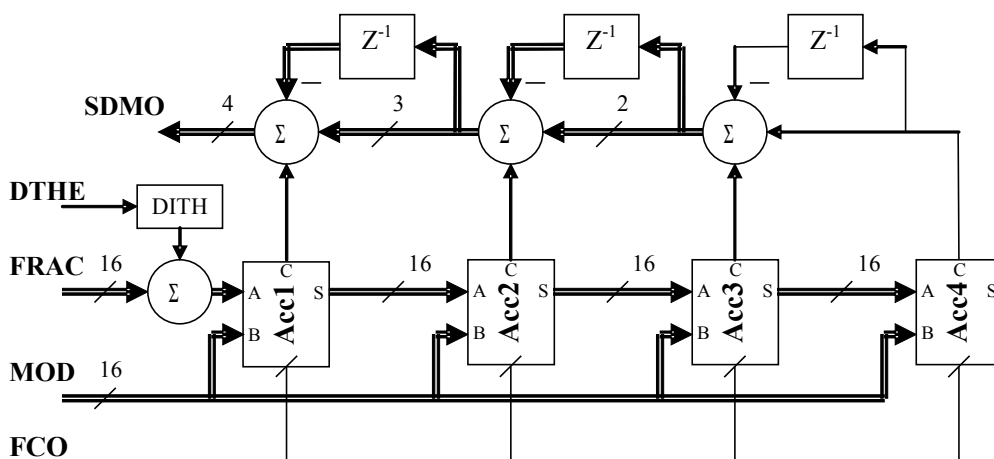 Z-1 Z-1 Z-1
SDMO 4 3 2
Σ Σ Σ
DTHE DITH
FRAC 16 Σ A B C S Acc1 16 A B C S Acc2 16 A B C S Acc3 16 A B C S Acc4
MOD 16
FCO